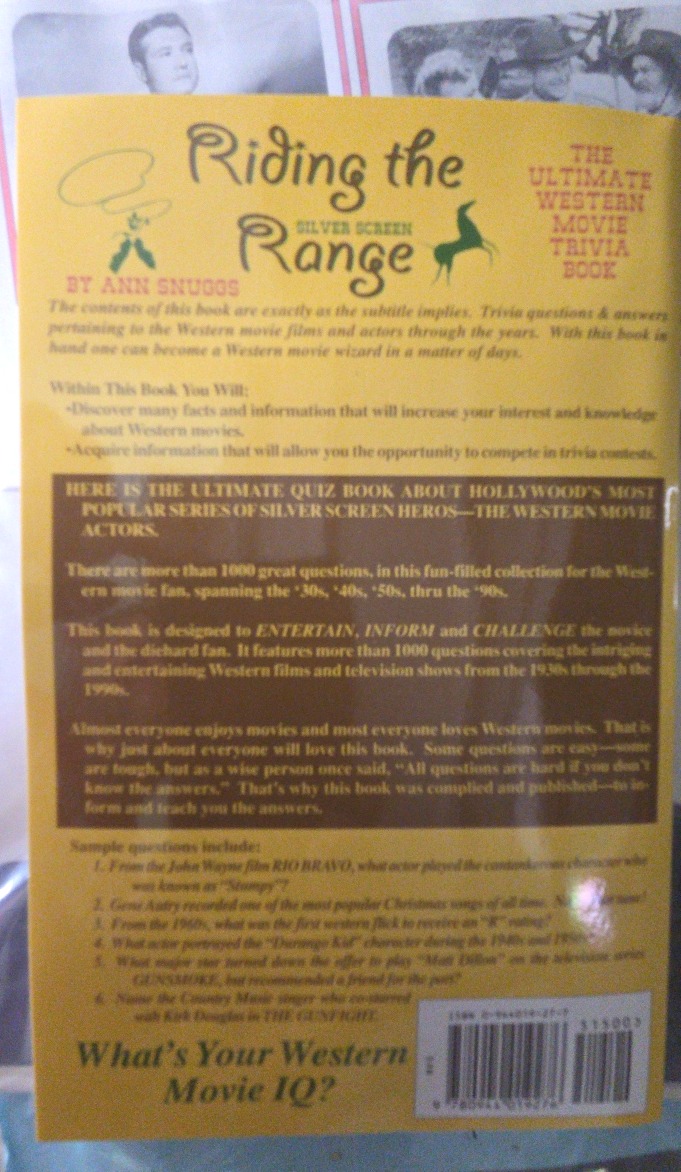 Riding the
SILVER SCREEN
Range
THE
ULTIMATE
WESTERN
MOVIE
TRIVIA
BOOK
BY ANN SNUGGS
The contents of this book are exactly as the subtitle implies. Trivia questions & answers
pertaining to the Western movie films and actors through the years. With this book in
hand one can become a Western movie wizard in a matter of days.
Within This Book You Will:
•Discover many facts and information that will increase your interest and knowledge
about Western movies.
•Acquire information that will allow you the opportunity to compete in trivia contests.
HERE IS THE ULTIMATE QUIZ BOOK ABOUT HOLLYWOOD'S MOST
POPULAR SERIES OF SILVER SCREEN HEROS—THE WESTERN MOVIE
ACTORS.
There are more than 1000 great questions, in this fun-filled collection for the West-
ern movie fan, spanning the '30s, '40s, '50s, thru the '90s.
This book is designed to ENTERTAIN, INFORM and CHALLENGE the novice
and the diehard fan. It features more than 1000 questions covering the intriging
and entertaining Western films and television shows from the 1930s through the
1990s.
Almost everyone enjoys movies and most everyone loves Western movies. That is
why just about everyone will love this book. Some questions are easy—some
are tough, but as a wise person once said, "All questions are hard if you don't
know the answers." That's why this book was complied and published—to in-
form and teach you the answers.
Sample questions include:
1. From the John Wayne film RIO BRAVO, what actor played the cantankerous character who
was known as "Stumpy"?
2. Gene Autry recorded one of the most popular Christmas songs of all time. tune!
3. From the 1960s, what was the first western flick to receive an "R" rating?
4. What actor portrayed the "Durango Kid" character during the 1940s and
5. What major star turned down the offer to play "Matt Dillon" on the television series
GUNSMOKE, but recommended a friend for the part?
6. Name the Country Music singer who co-starred
with Kirk Douglas in THE GUNFIGHT.
What's Your Western
Movie IQ?
ISBN